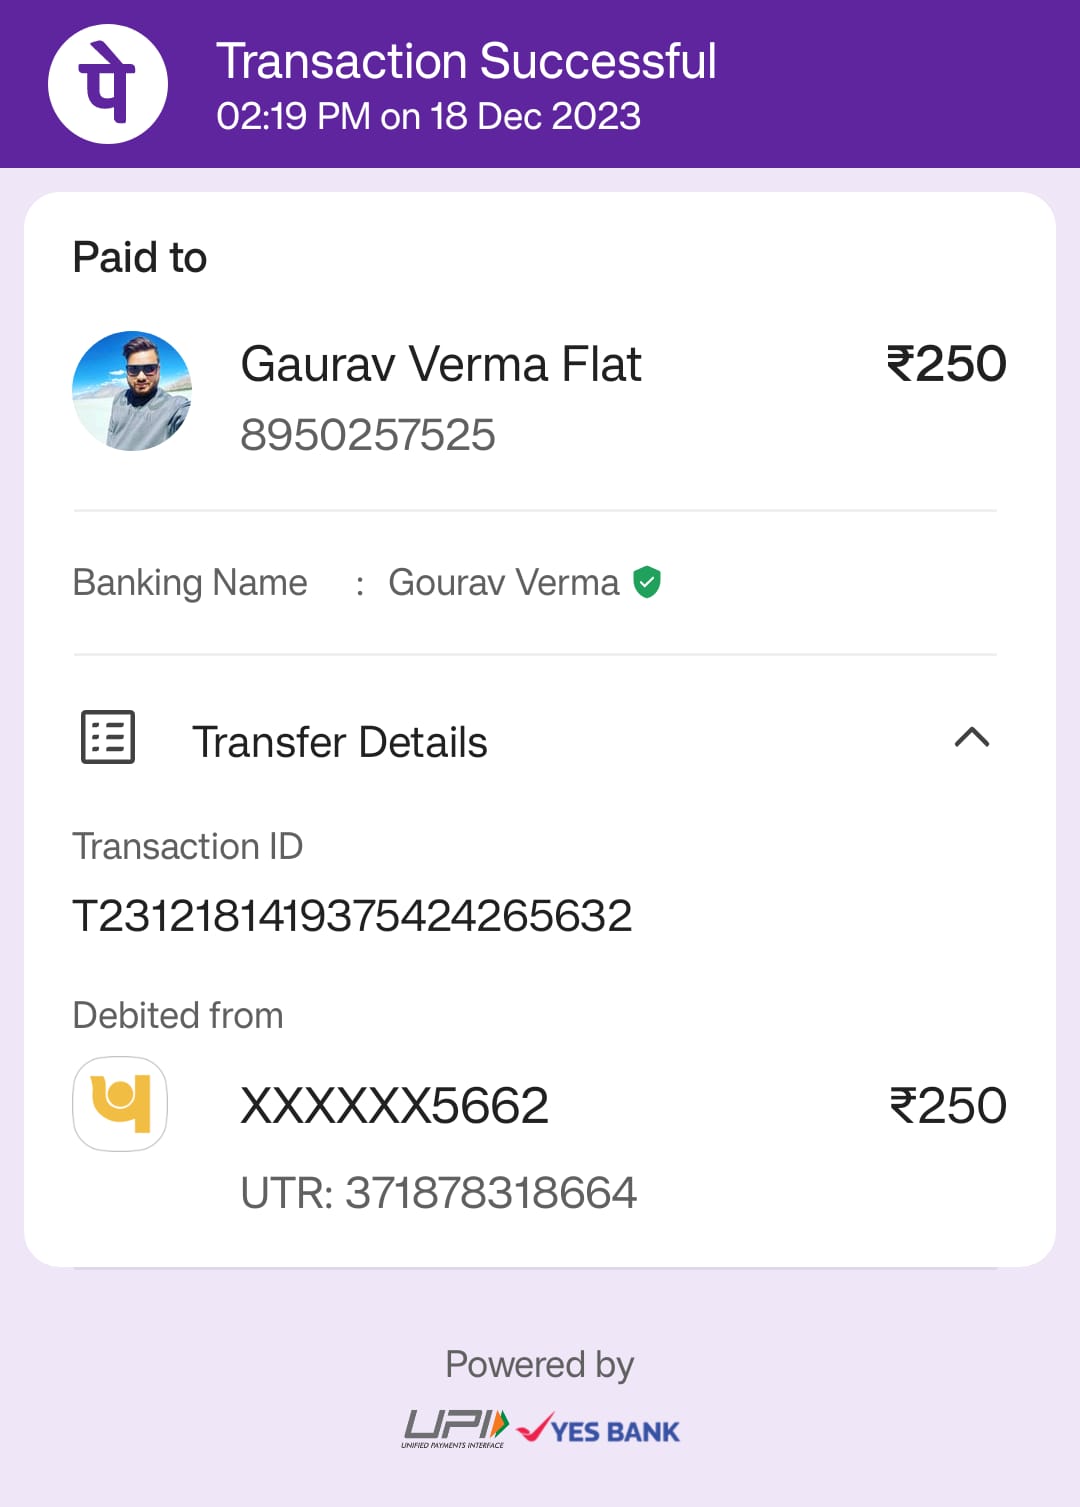 पे
Transaction Successful
02:19 PM on 18 Dec 2023
Paid to
Gaurav Verma Flat ₹250
8950257525
Banking Name : Gourav Verma
Transfer Details
Transaction ID
T2312181419375424265632
Debited from
XXXXXX5662 ₹250
UTR: 371878318664
Powered by
UPI YES BANK
UNIFIED PAYMENTS INTERFACE